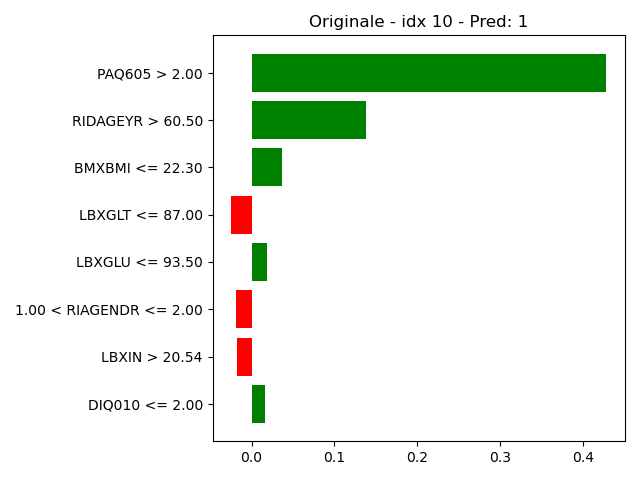 Originale - idx 10 - Pred: 1
PAQ605 > 2.00
RIDAGEYR > 60.50
BMXBMI <= 22.30
LBXGLT <= 87.00
LBXGLU <= 93.50
1.00 < RIAGENDR <= 2.00
LBXIN > 20.54
DIQ010 <= 2.00
0.0 0.1 0.2 0.3 0.4